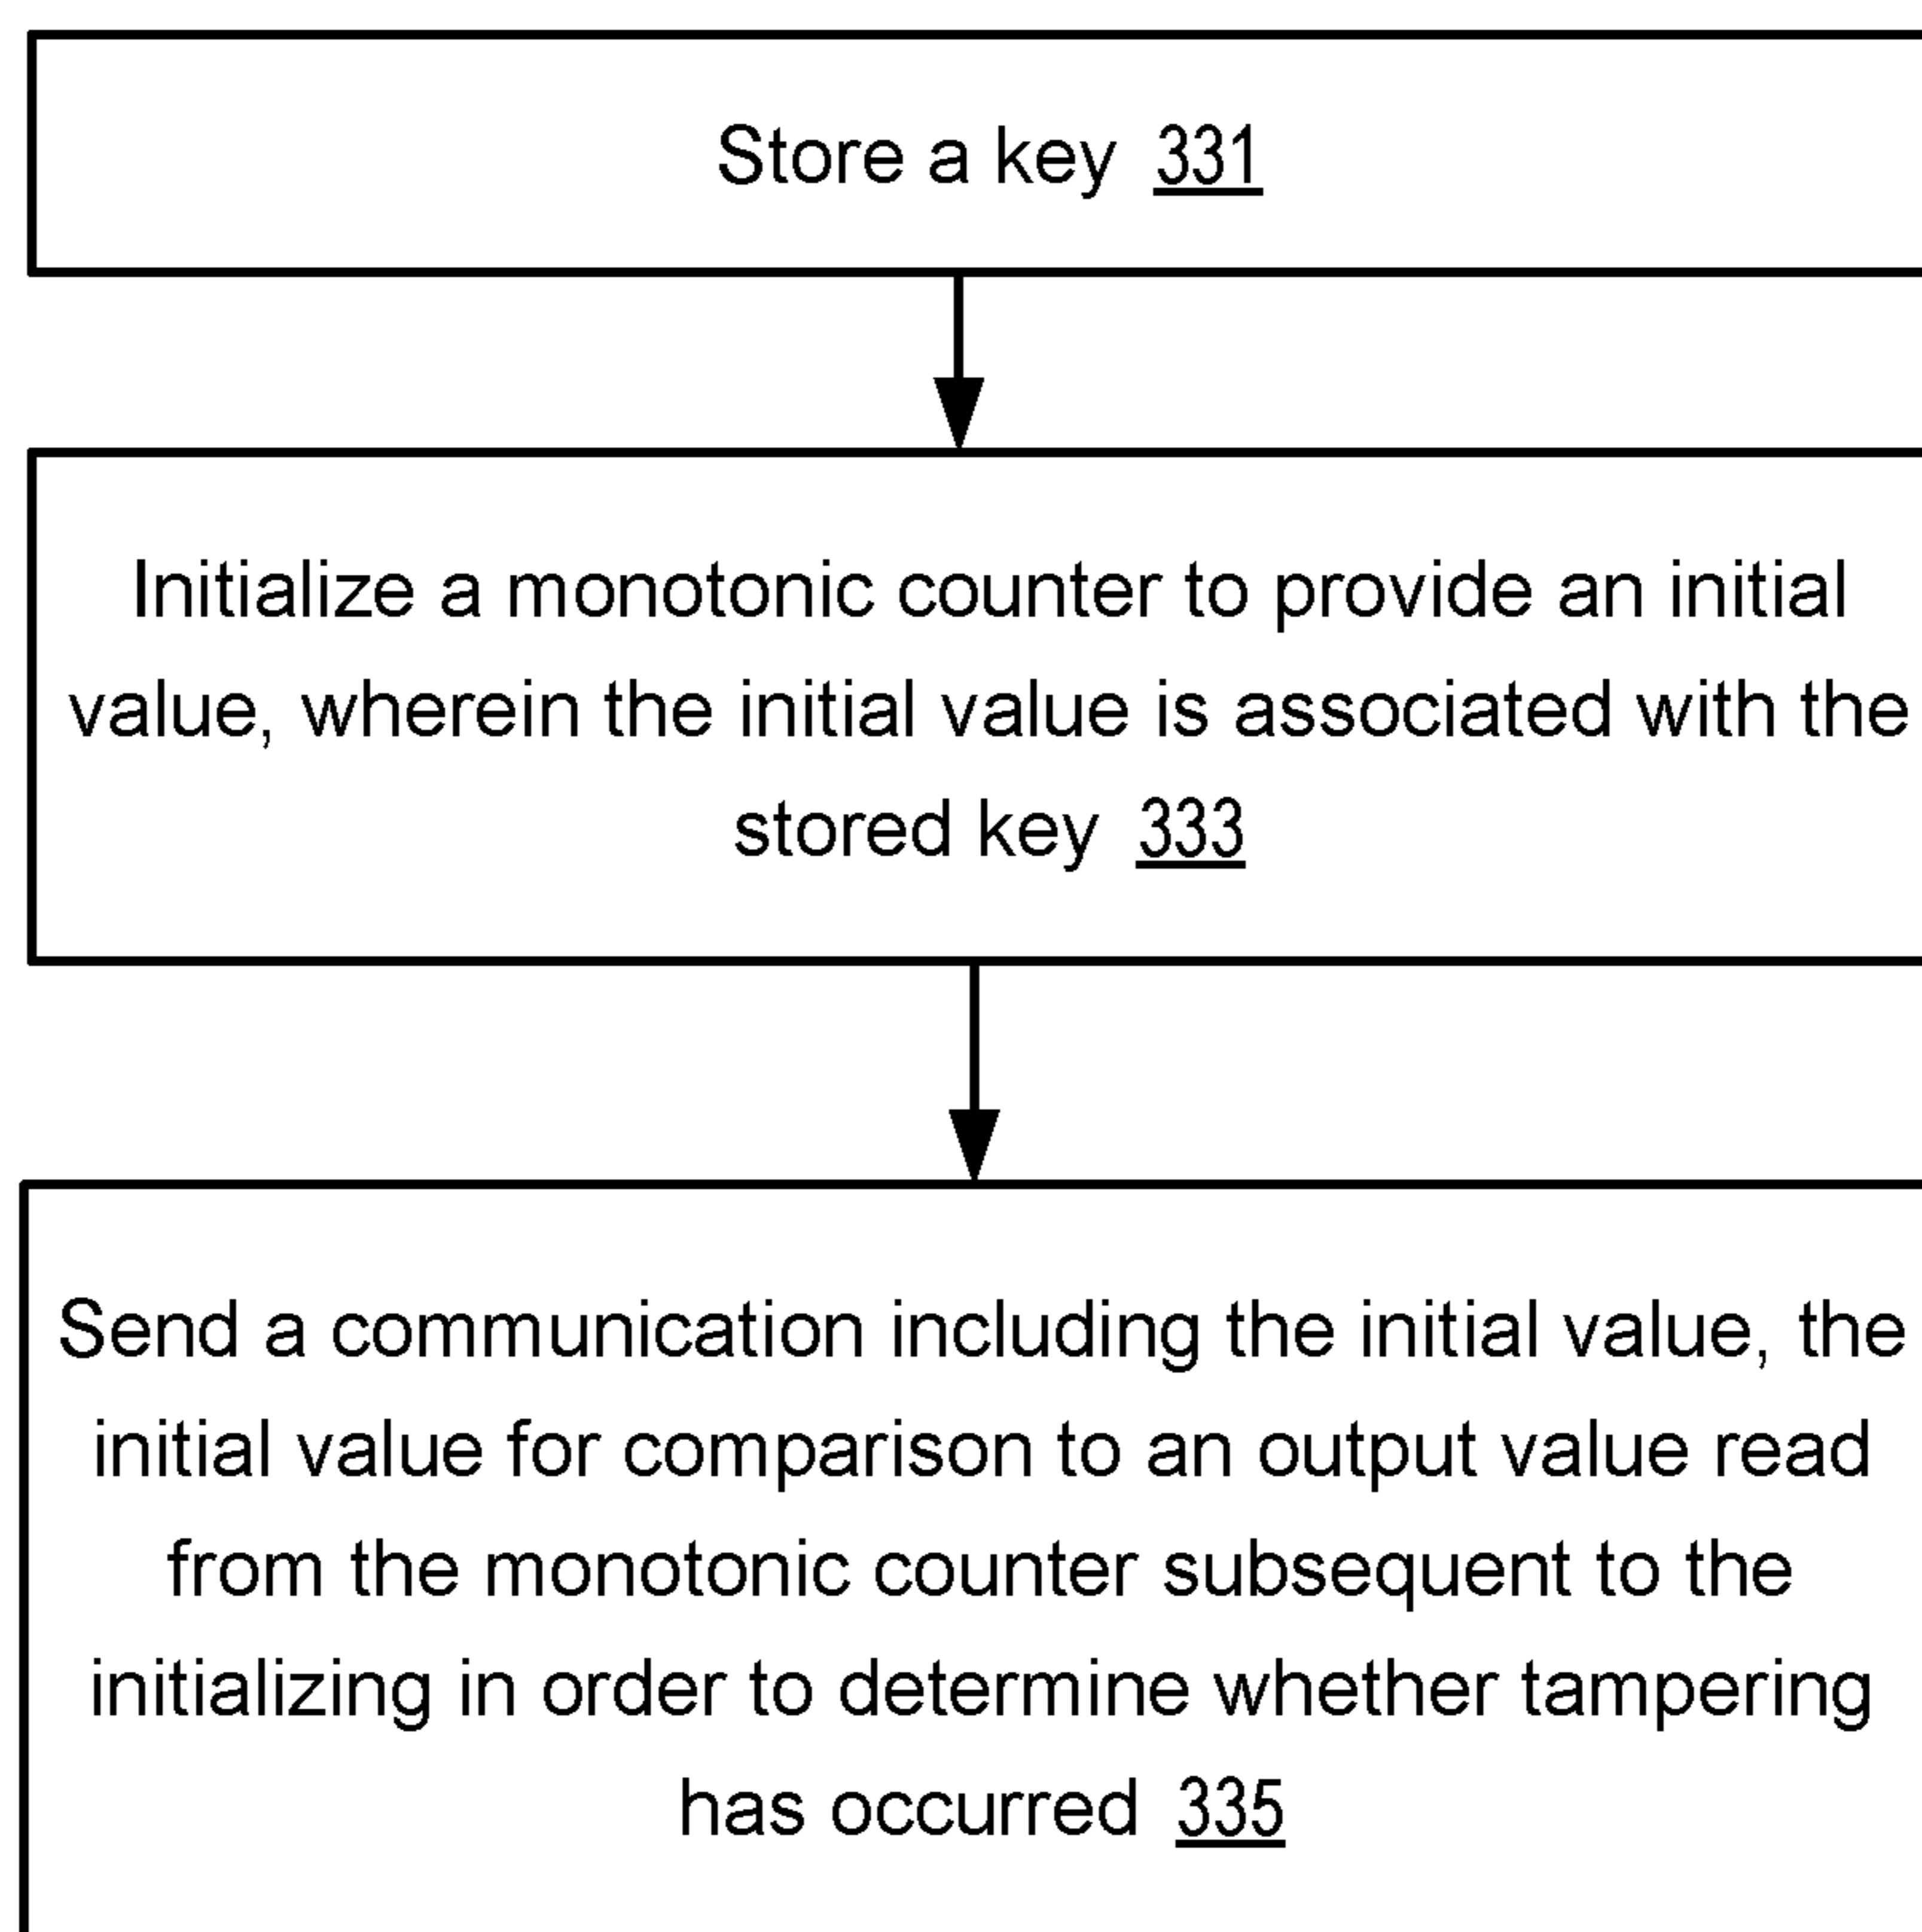 Store a key 331
Initialize a monotonic counter to provide an initial
value, wherein the initial value is associated with the
stored key 333
Send a communication including the initial value, the
initial value for comparison to an output value read
from the monotonic counter subsequent to the
initializing in order to determine whether tampering
has occurred 335